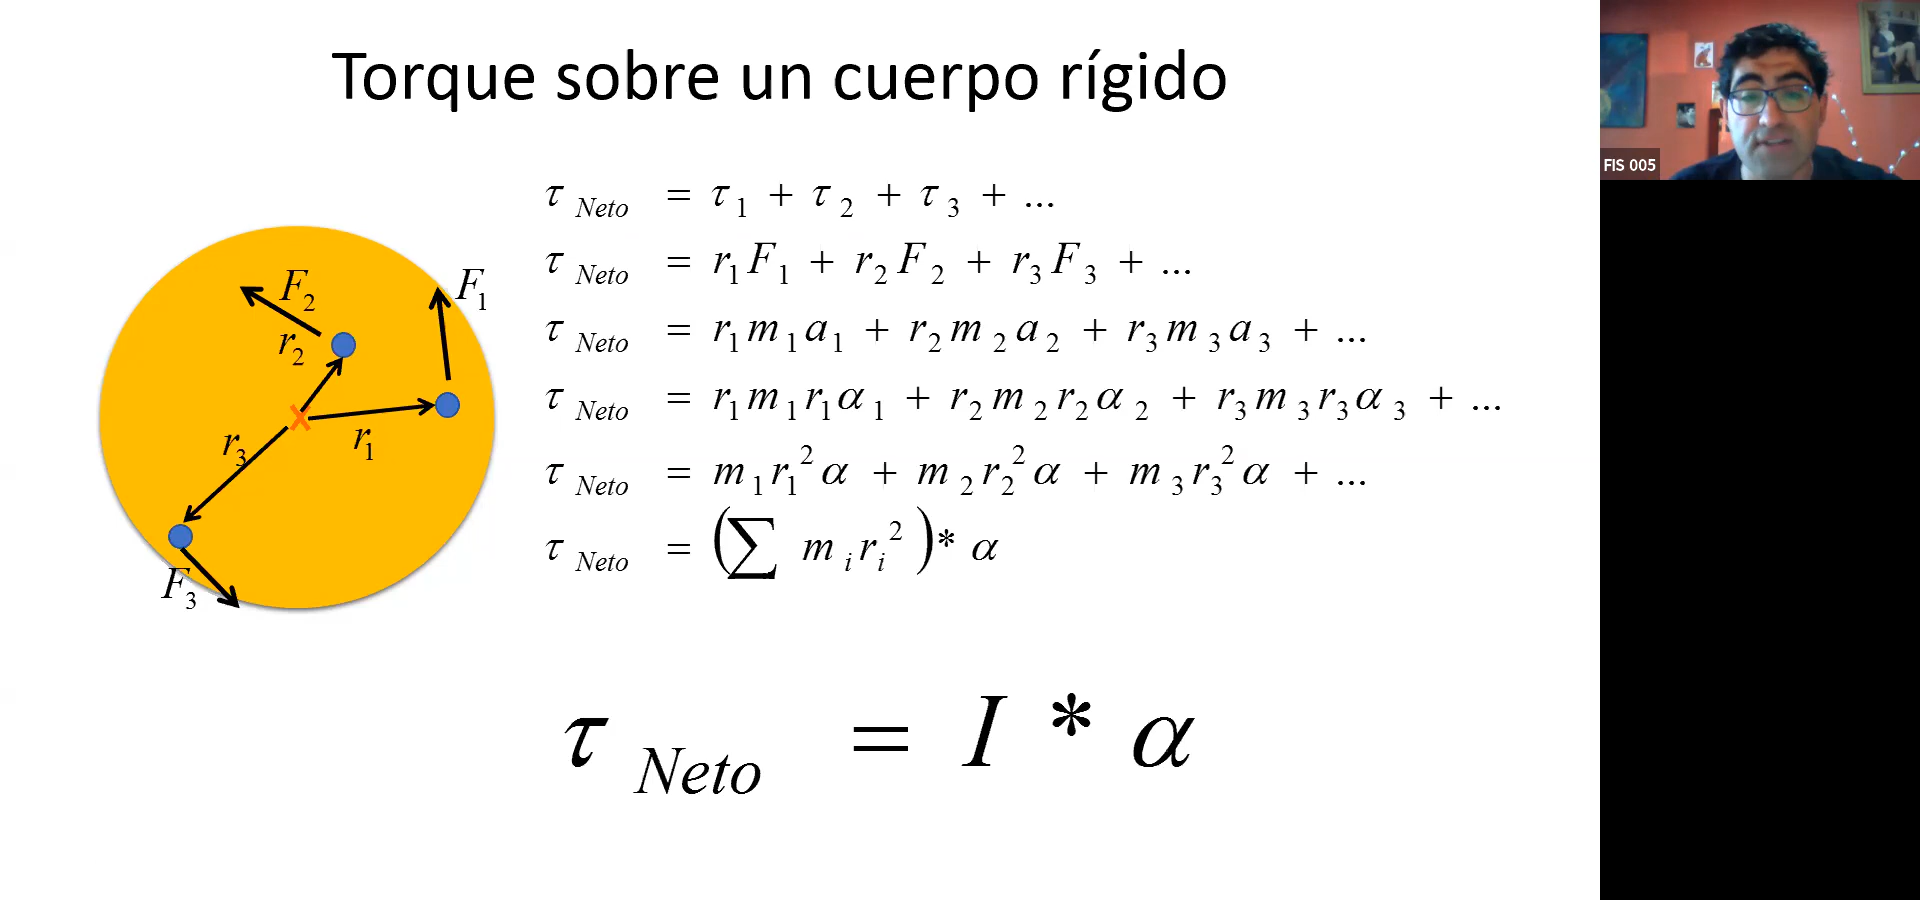 Torque sobre un cuerpo rígido
FIS 005
τ Neto = τ₁ + τ₂ + τ₃ + ...
τ Neto = r₁F₁ + r₂F₂ + r₃F₃ + ...
τ Neto = r₁m₁a₁ + r₂m₂a₂ + r₃m₃a₃ + ...
τ Neto = r₁m₁r₁α₁ + r₂m₂r₂α₂ + r₃m₃r₃α₃ + ...
τ Neto = m₁r₁²α + m₂r₂²α + m₃r₃²α + ...
τ Neto = (∑ mᵢrᵢ²)* α
F₂
F₁
r₂
r₃
r₁
F₃
τ Neto = I * α